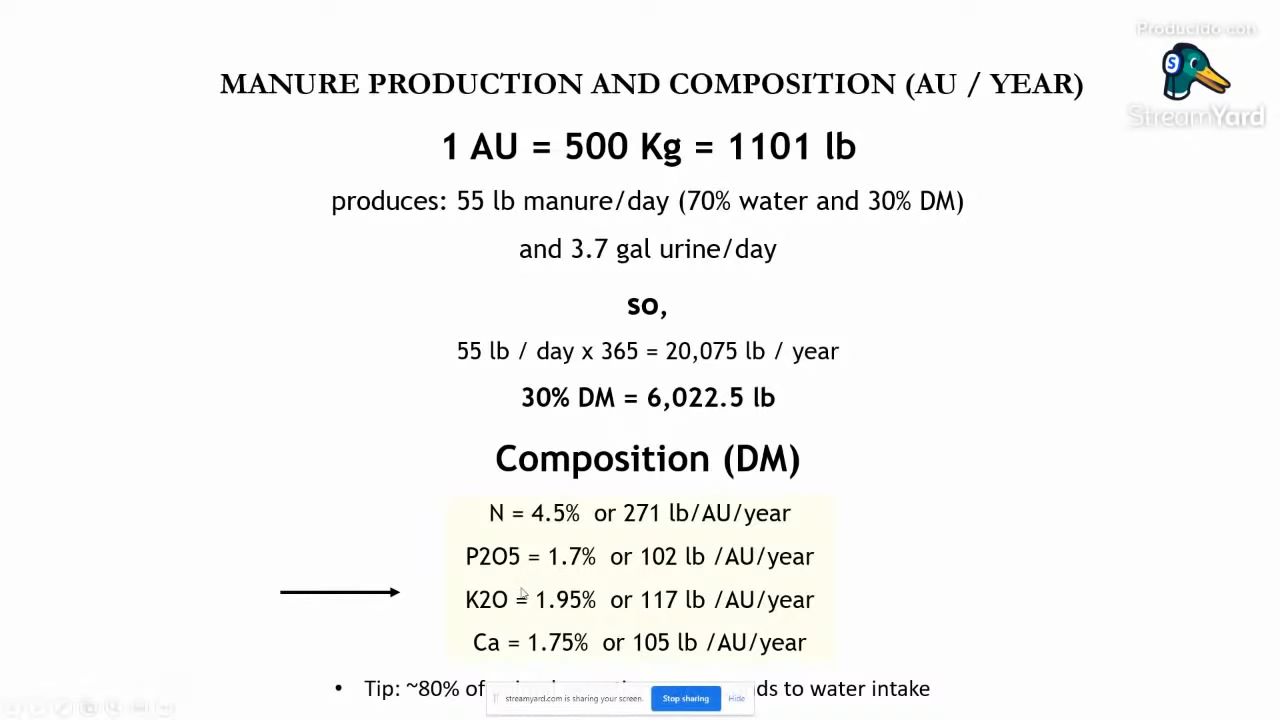 Producido con
StreamYard
MANURE PRODUCTION AND COMPOSITION (AU / YEAR)
1 AU = 500 Kg = 1101 lb
produces: 55 lb manure/day (70% water and 30% DM)
and 3.7 gal urine/day
so,
55 lb / day x 365 = 20,075 lb / year
30% DM = 6,022.5 lb
Composition (DM)
N = 4.5% or 271 lb/AU/year
P2O5 = 1.7% or 102 lb /AU/year
K2O = 1.95% or 117 lb /AU/year
Ca = 1.75% or 105 lb /AU/year
• Tip: ~80% of to water intake
streamyard.com is sharing your screen. Stop sharing Hide